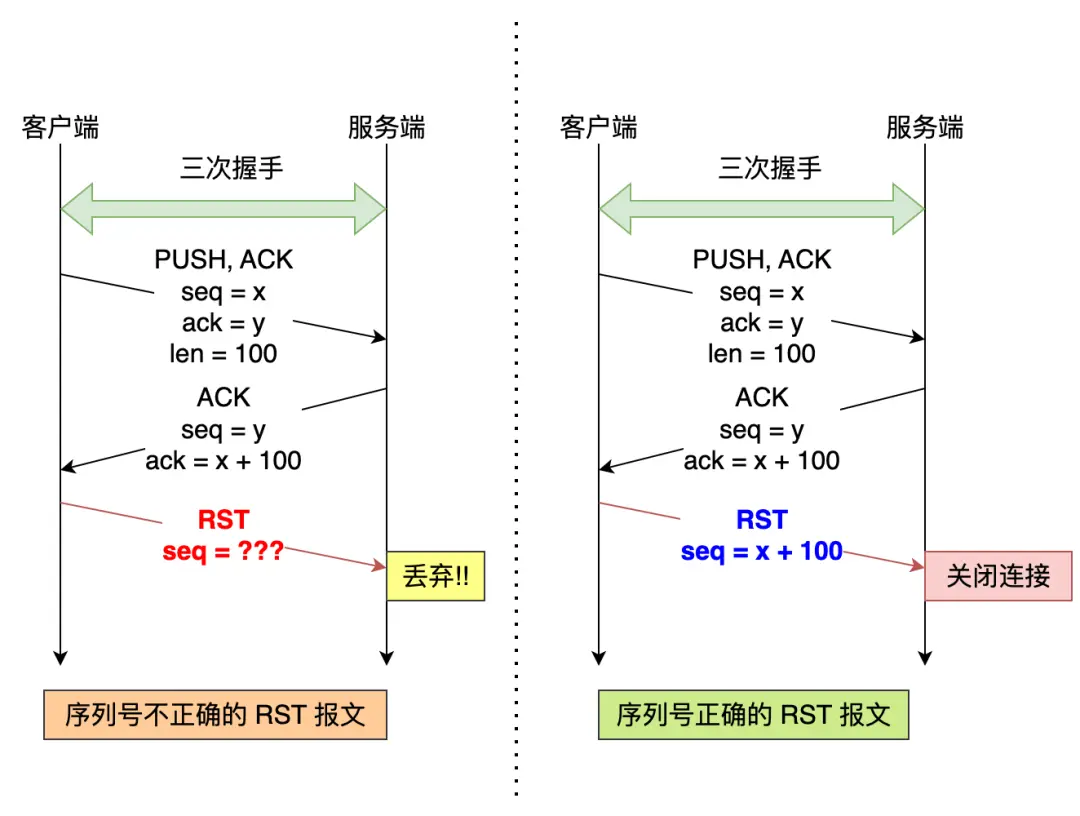 客户端
服务端
三次握手
PUSH, ACK
seq = x
ack = y
len = 100
ACK
seq = y
ack = x + 100
RST
seq = ???
丢弃!!
序列号不正确的 RST 报文
客户端
服务端
三次握手
PUSH, ACK
seq = x
ack = y
len = 100
ACK
seq = y
ack = x + 100
RST
seq = x + 100
关闭连接
序列号正确的 RST 报文